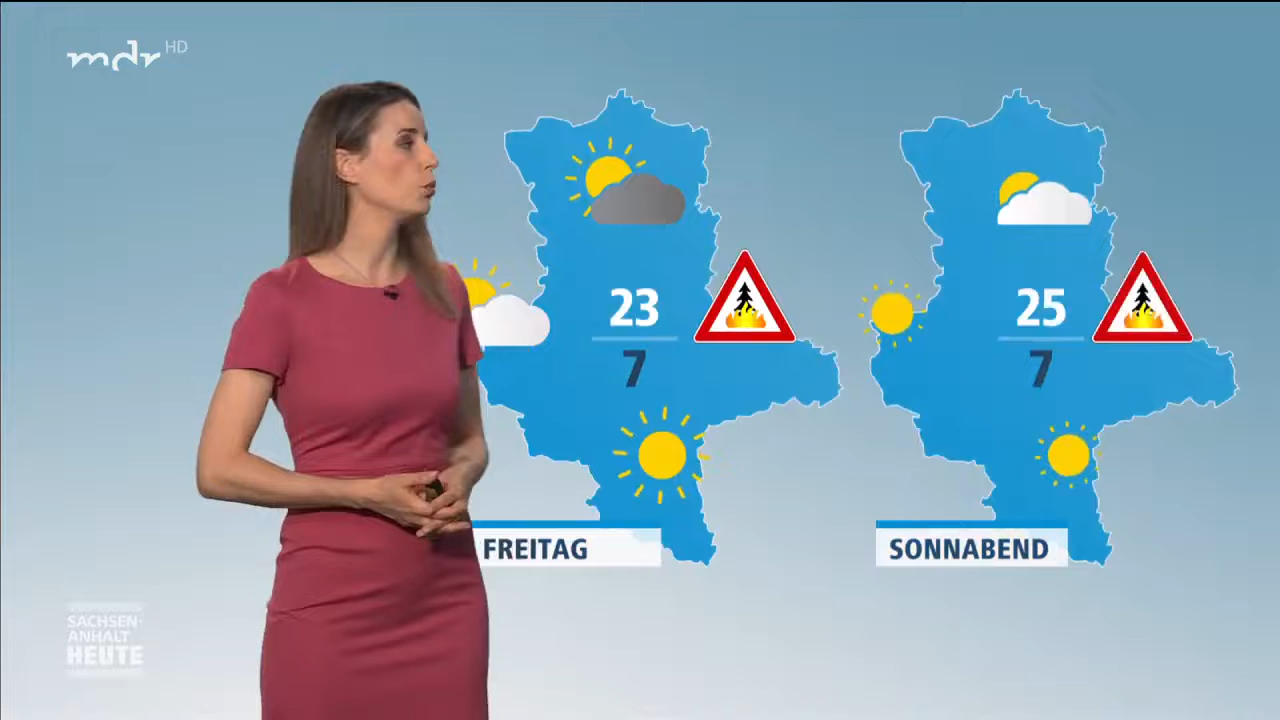 mdr HD
23
7
25
7
FREITAG
SONNABEND
SACHSEN-
ANHALT
HEUTE